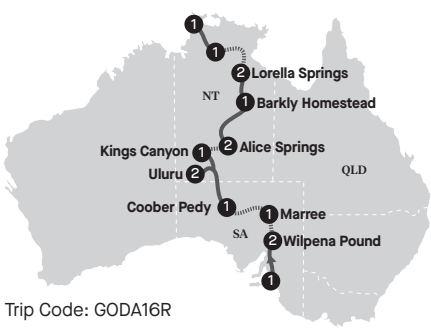 1
1
2 Lorella Springs
NT
1 Barkly Homestead
Kings Canyon 1
2 Alice Springs
Uluru 2
QLD
Coober Pedy 1
1 Marree
SA
2 Wilpena Pound
1
Trip Code: GODA16R